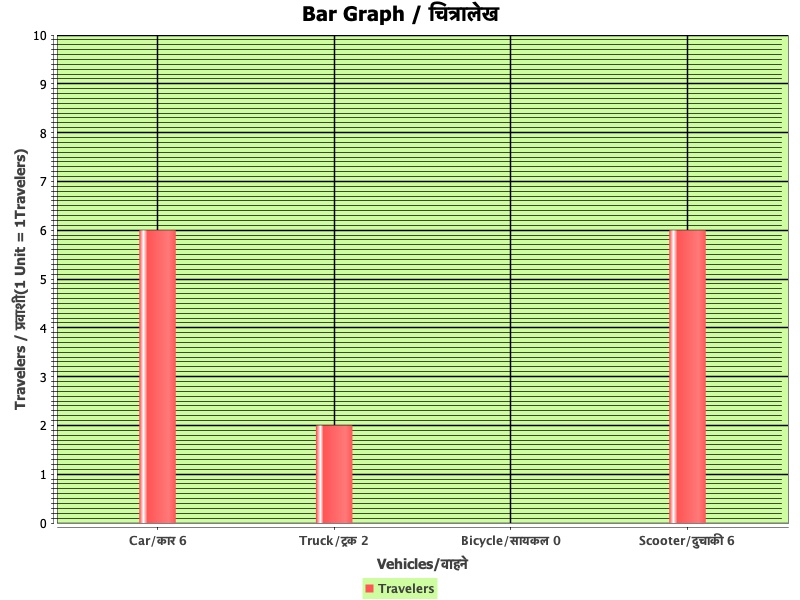 Bar Graph / चित्रालेख
Travelers / प्रवाशी(1 Unit = 1Travelers)
10
9
8
7
6
5
4
3
2
1
0
Car/कार 6
Truck/ट्रक 2
Bicycle/सायकल 0
Scooter/दुचाकी 6
Vehicles/वाहने
Travelers